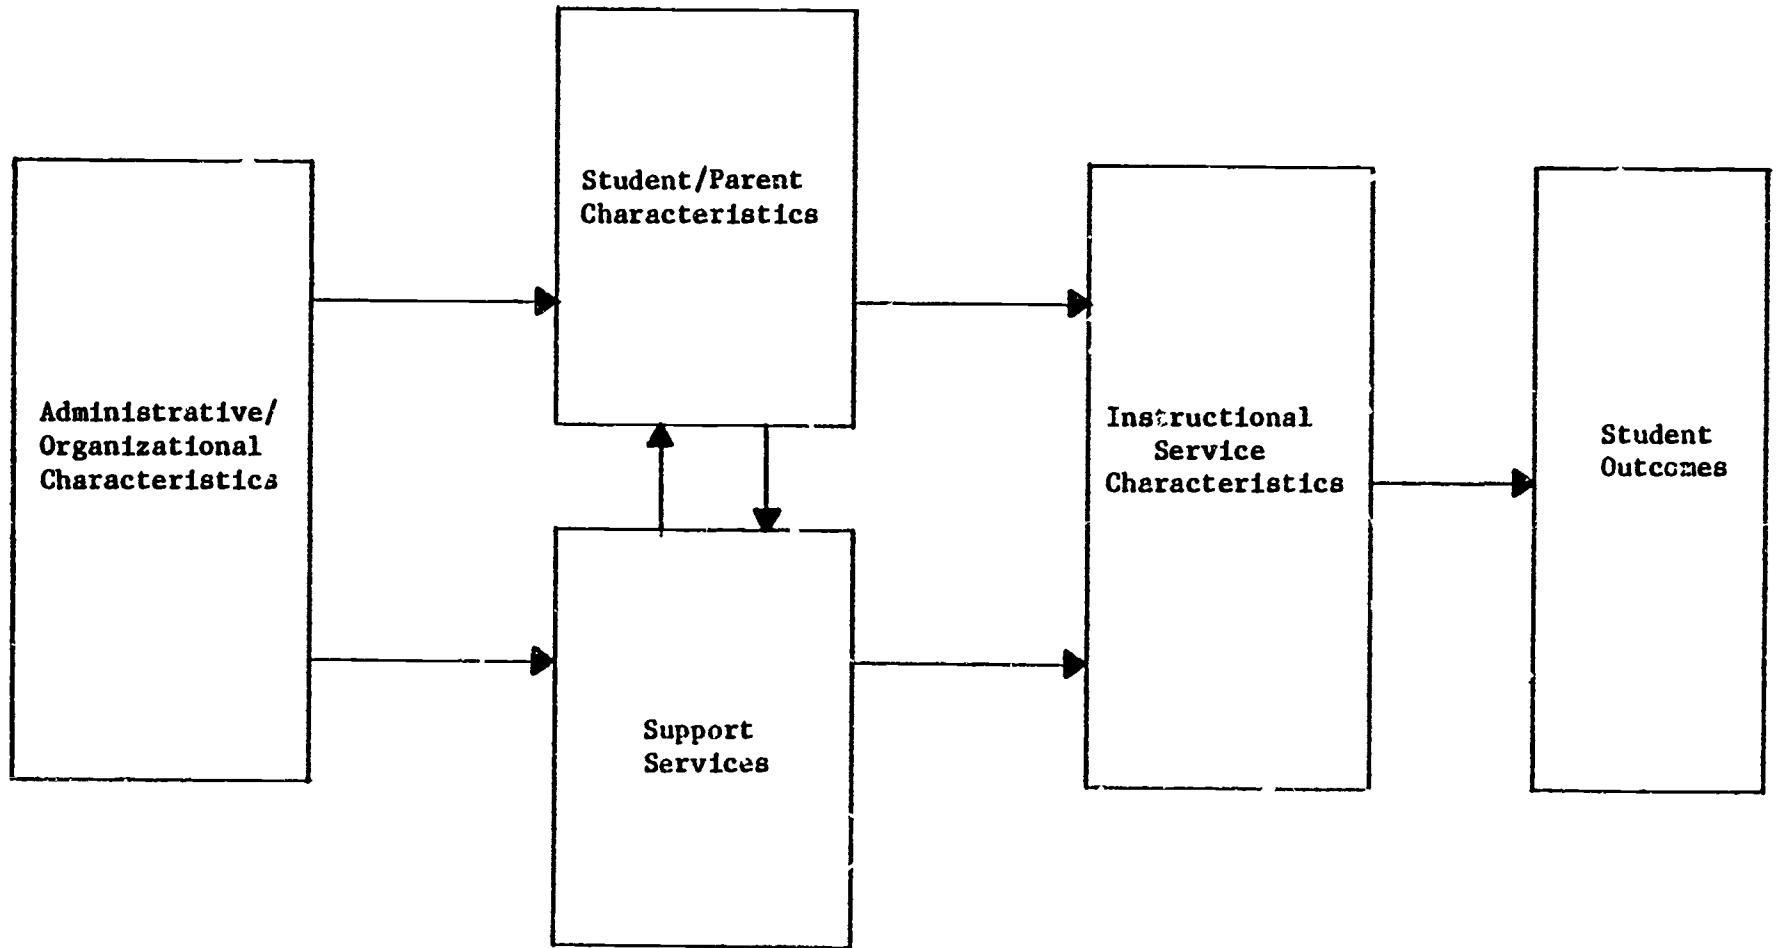 Student/Parent
Characteristics
Administrative/
Organizational
Characteristics
Instructional
Service
Characteristics
Student
Outcomes
Support
Services